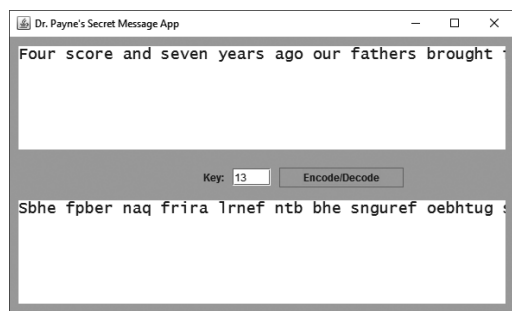 Dr. Payne's Secret Message App
Four score and seven years ago our fathers brought
Key: 13 Encode/Decode
Sbhe fpber naq frira lrnef ntb bhe snguref oebhtug